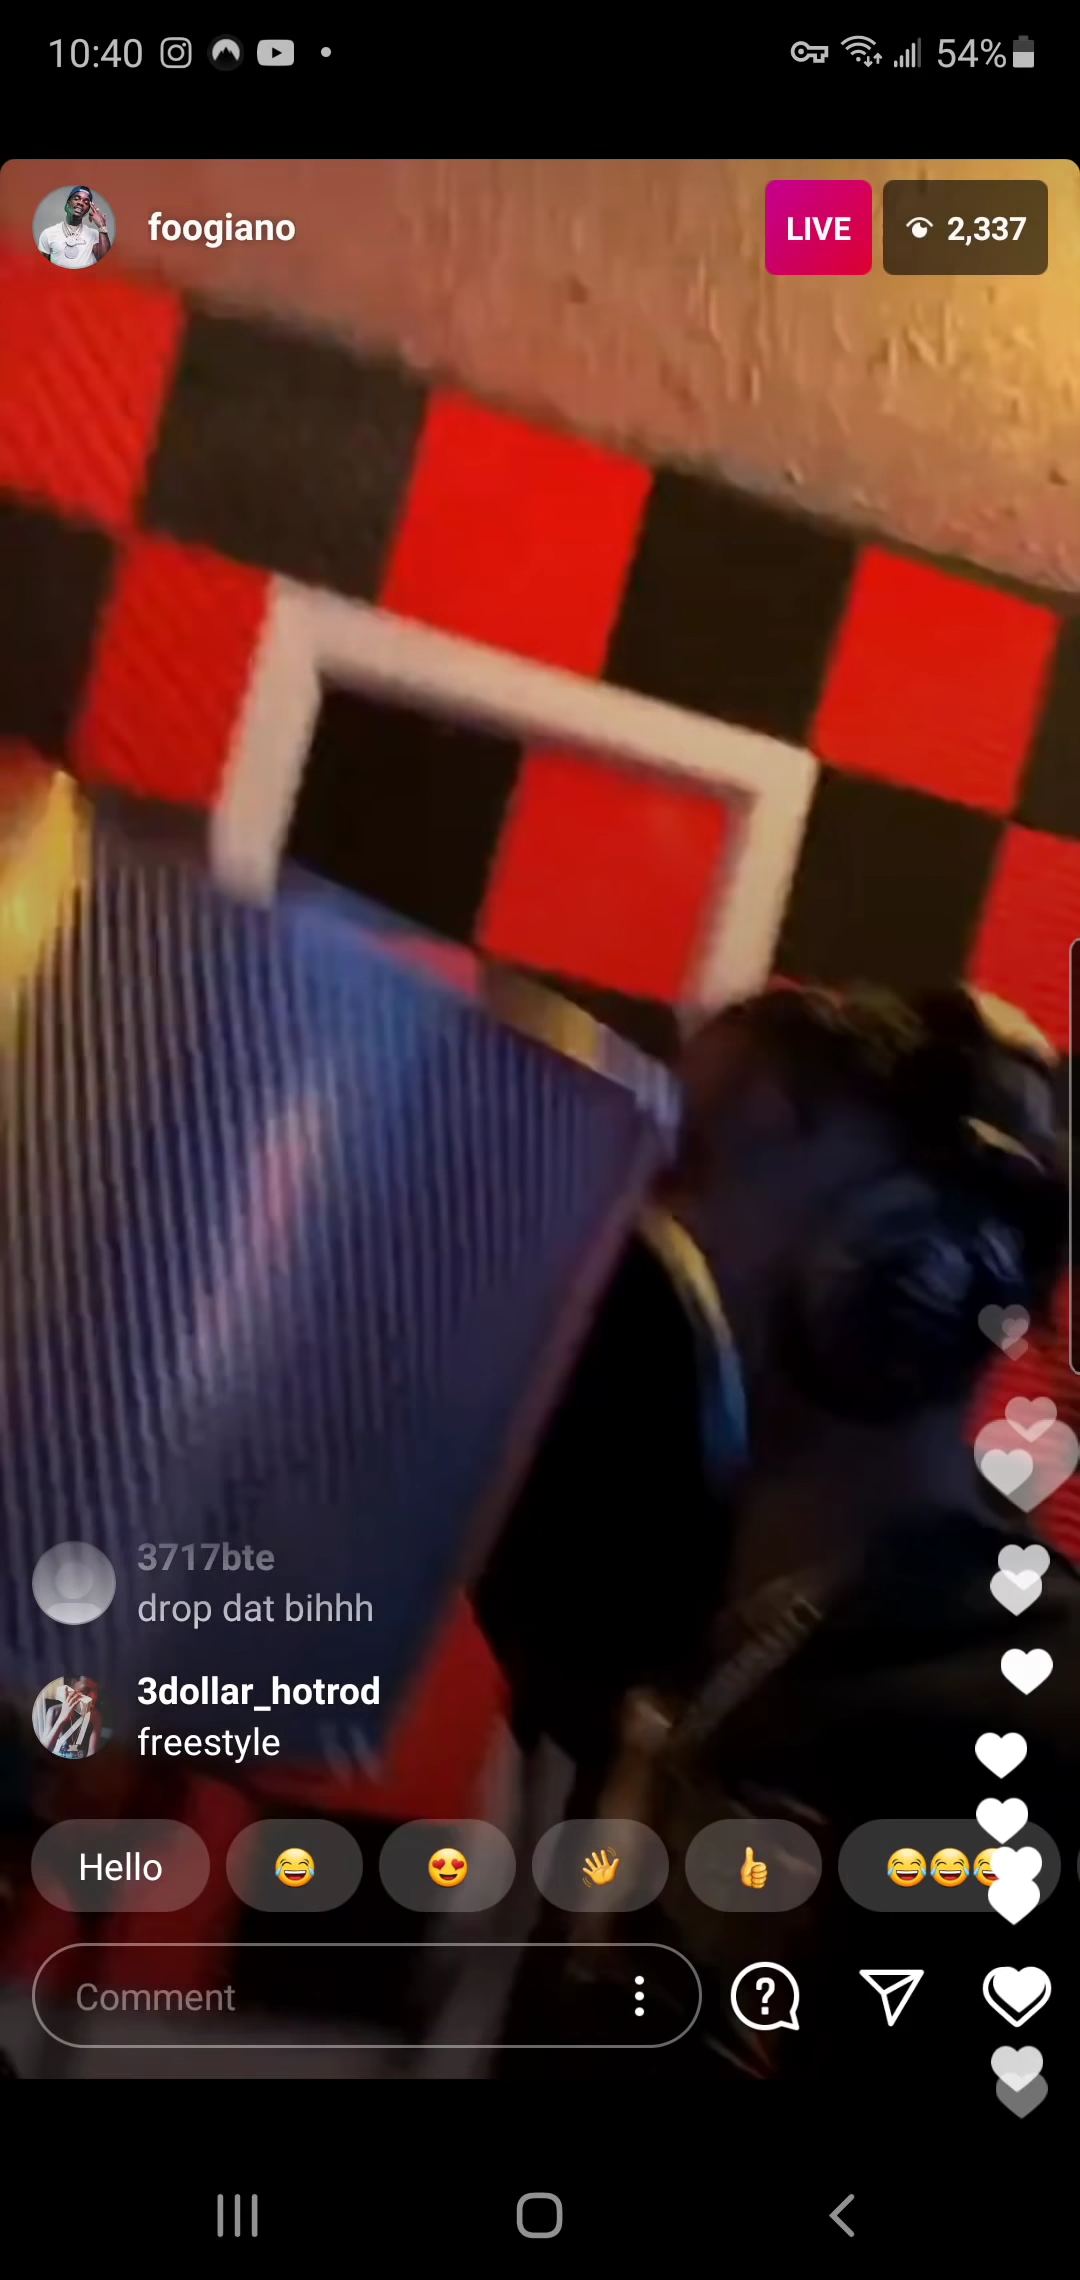 10:40
54%
foogiano
LIVE
2,337
3717bte
drop dat bihhh
3dollar_hotrod
freestyle
Hello
😂
😍
👋
👍
😂😂😂
Comment